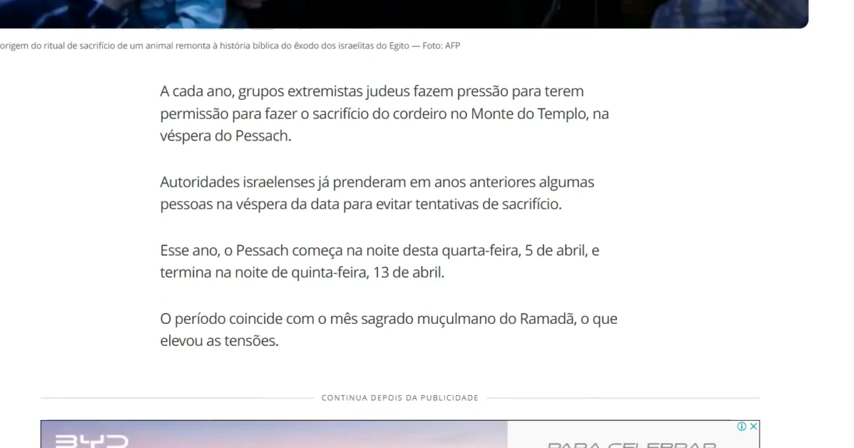 origem do ritual de sacrifício de um animal remonta à história bíblica do êxodo dos israelitas do Egito — Foto: AFP
A cada ano, grupos extremistas judeus fazem pressão para terem
permissão para fazer o sacrifício do cordeiro no Monte do Templo, na
véspera do Pessach.
Autoridades israelenses já prenderam em anos anteriores algumas
pessoas na véspera da data para evitar tentativas de sacrifício.
Esse ano, o Pessach começa na noite desta quarta-feira, 5 de abril, e
termina na noite de quinta-feira, 13 de abril.
O período coincide com o mês sagrado muçulmano do Ramadã, o que
elevou as tensões.
CONTINUA DEPOIS DA PUBLICIDADE
BYD
PARA CELEBRAR